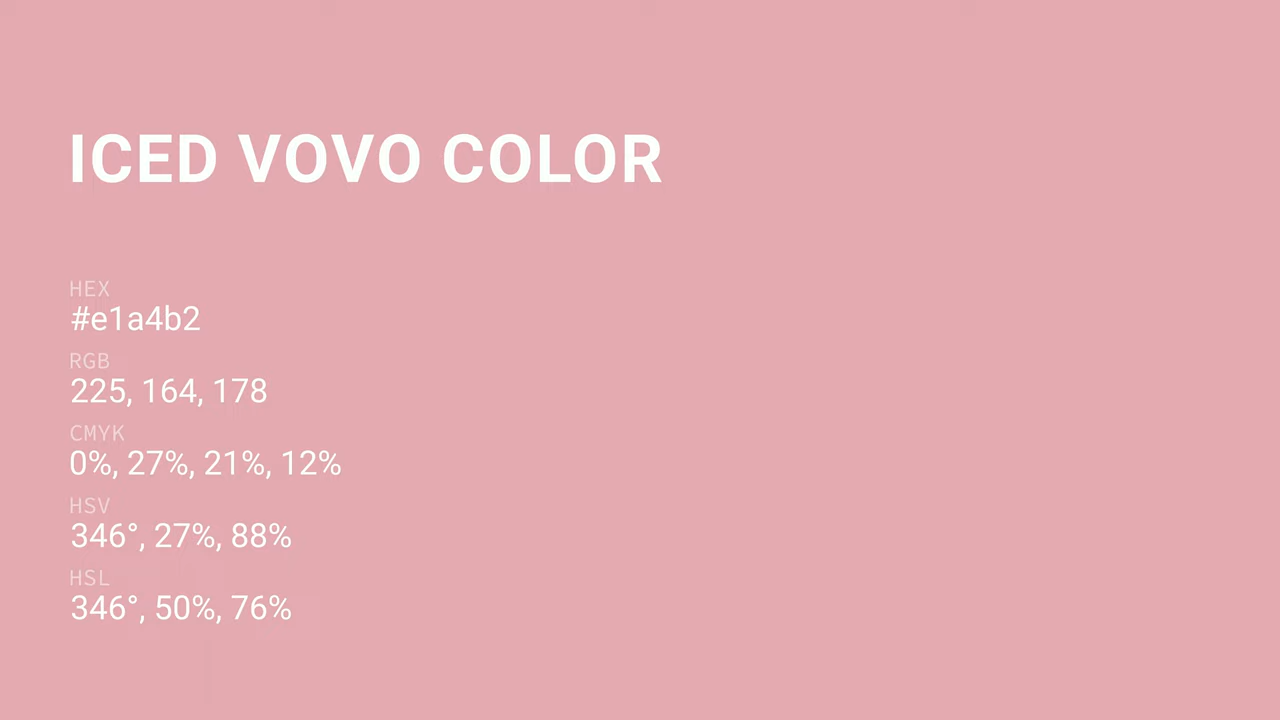 ICED VOVO COLOR
HEX
#e1a4b2
RGB
225, 164, 178
CMYK
0%, 27%, 21%, 12%
HSV
346°, 27%, 88%
HSL
346°, 50%, 76%